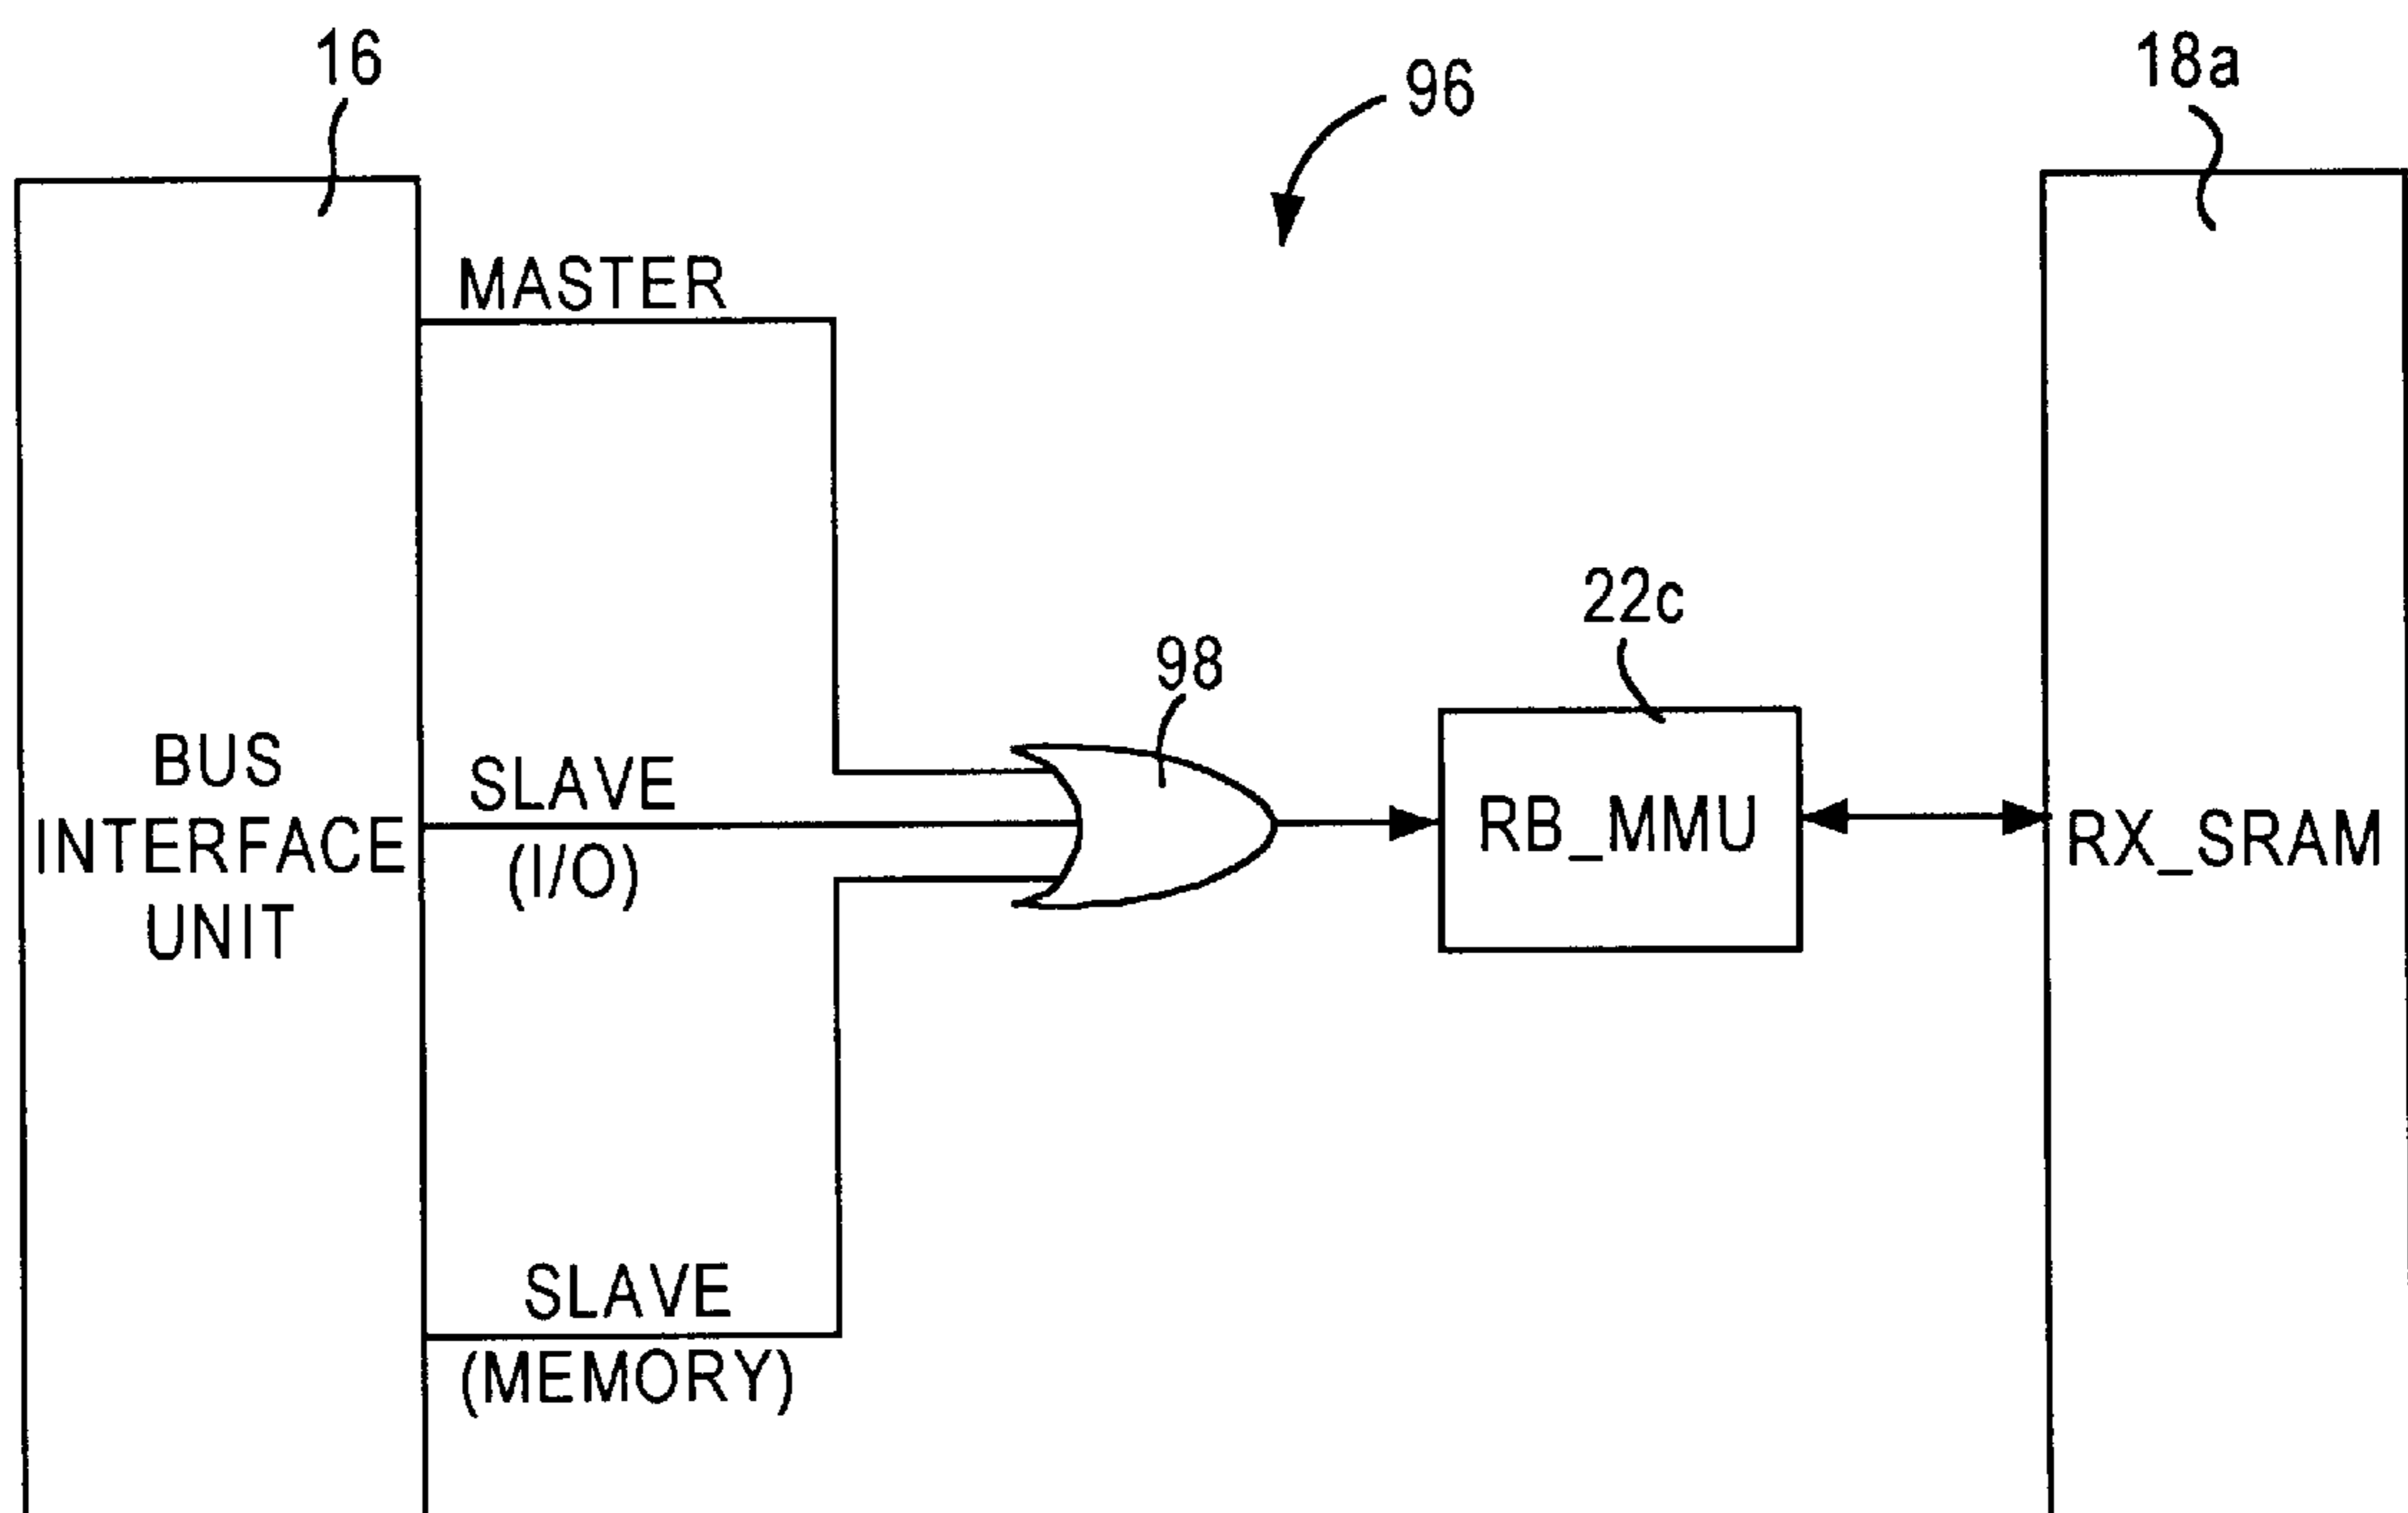 16
96
18a
MASTER
22c
98
BUS
INTERFACE
UNIT
SLAVE
(I/O)
RB_MMU
RX_SRAM
SLAVE
(MEMORY)